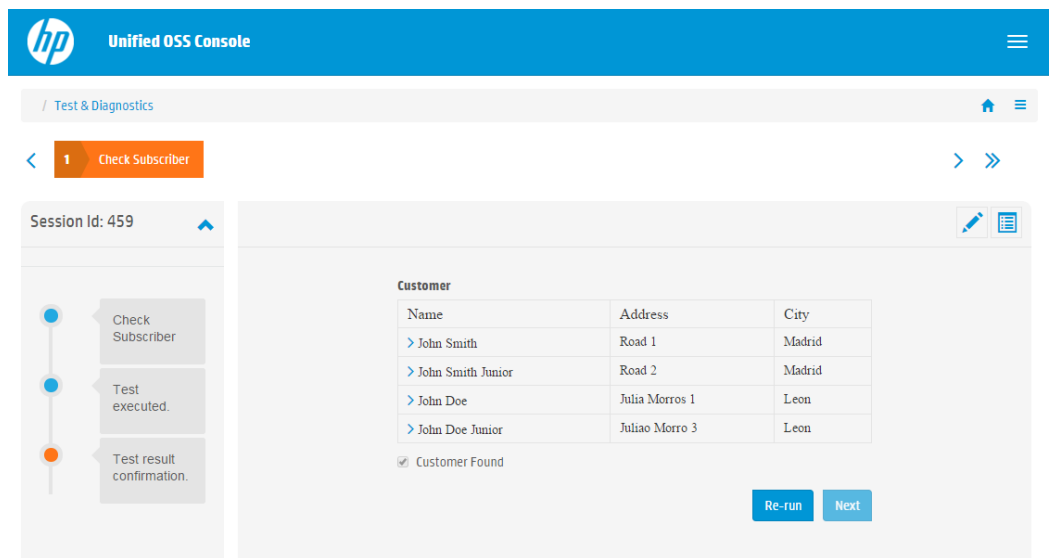 hp Unified OSS Console
/ Test & Diagnostics
1 Check Subscriber
Session Id: 459
Check
Subscriber
Test
executed.
Test result
confirmation.
Customer
Name Address City
John Smith Road 1 Madrid
John Smith Junior Road 2 Madrid
John Doe Julia Morros 1 Leon
John Doe Junior Juliao Morro 3 Leon
Customer Found
Re-run Next